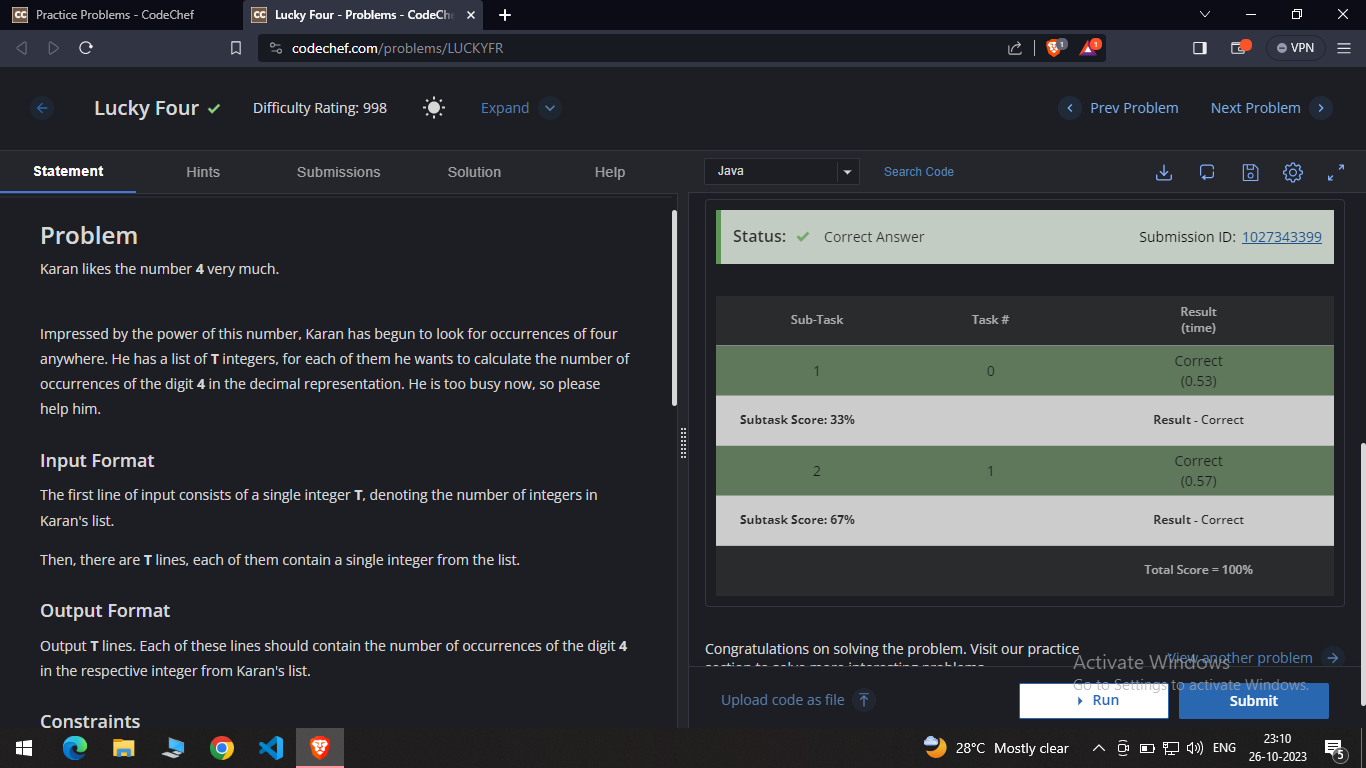 Practice Problems - CodeChef
Lucky Four - Problems - CodeChe
codechef.com/problems/LUCKYFR
1
1
VPN
Lucky Four
Difficulty Rating: 998
Expand
Prev Problem
Next Problem
Statement
Hints
Submissions
Solution
Help
Java
Search Code
Problem
Karan likes the number 4 very much.
Impressed by the power of this number, Karan has begun to look for occurrences of four
anywhere. He has a list of T integers, for each of them he wants to calculate the number of
occurrences of the digit 4 in the decimal representation. He is too busy now, so please
help him.
Input Format
The first line of input consists of a single integer T, denoting the number of integers in
Karan's list.
Then, there are T lines, each of them contain a single integer from the list.
Output Format
Output T lines. Each of these lines should contain the number of occurrences of the digit 4
in the respective integer from Karan's list.
Constraints
Status: Correct Answer
Submission ID: 1027343399
Sub-Task
Task #
Result
(time)
1
0
Correct
(0.53)
Subtask Score: 33%
Result - Correct
2
1
Correct
(0.57)
Subtask Score: 67%
Result - Correct
Total Score = 100%
Congratulations on solving the problem. Visit our practice
section to solve more interesting problems.
View another problem
Activate Windows
Go to Settings to activate Windows.
Upload code as file
Run
Submit
28°C Mostly clear
ENG
23:10
26-10-2023
5